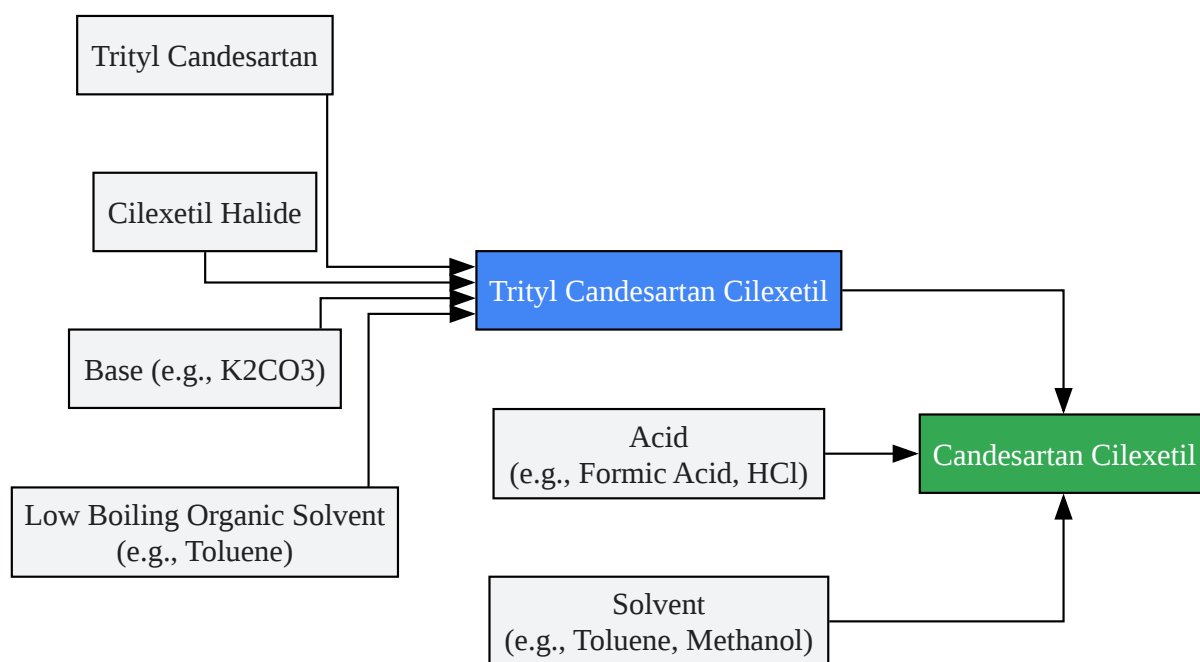 Trityl Candesartan
Cilexetil Halide
Trityl Candesartan Cilexetil
Base (e.g., K2CO3)
Acid
(e.g., Formic Acid, HCl)
Candesartan Cilexetil
Low Boiling Organic Solvent
(e.g., Toluene)
Solvent
(e.g., Toluene, Methanol)